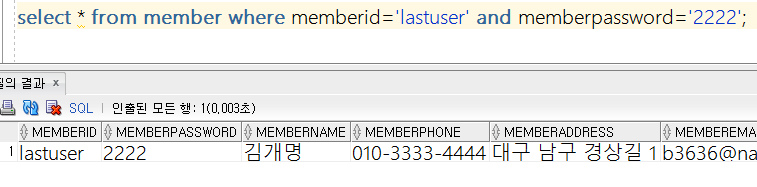 select * from member where memberid='lastuser' and memberpassword='2222';
질의 결과 x
SQL | 인출된 모든 행: 1(0,003초)
MEMBERID MEMBERPASSWORD MEMBERNAME MEMBERPHONE MEMBERADDRESS MEMBEREMA
1 lastuser 2222 김개명 010-3333-4444 대구 남구 경상길 1 b3636@na